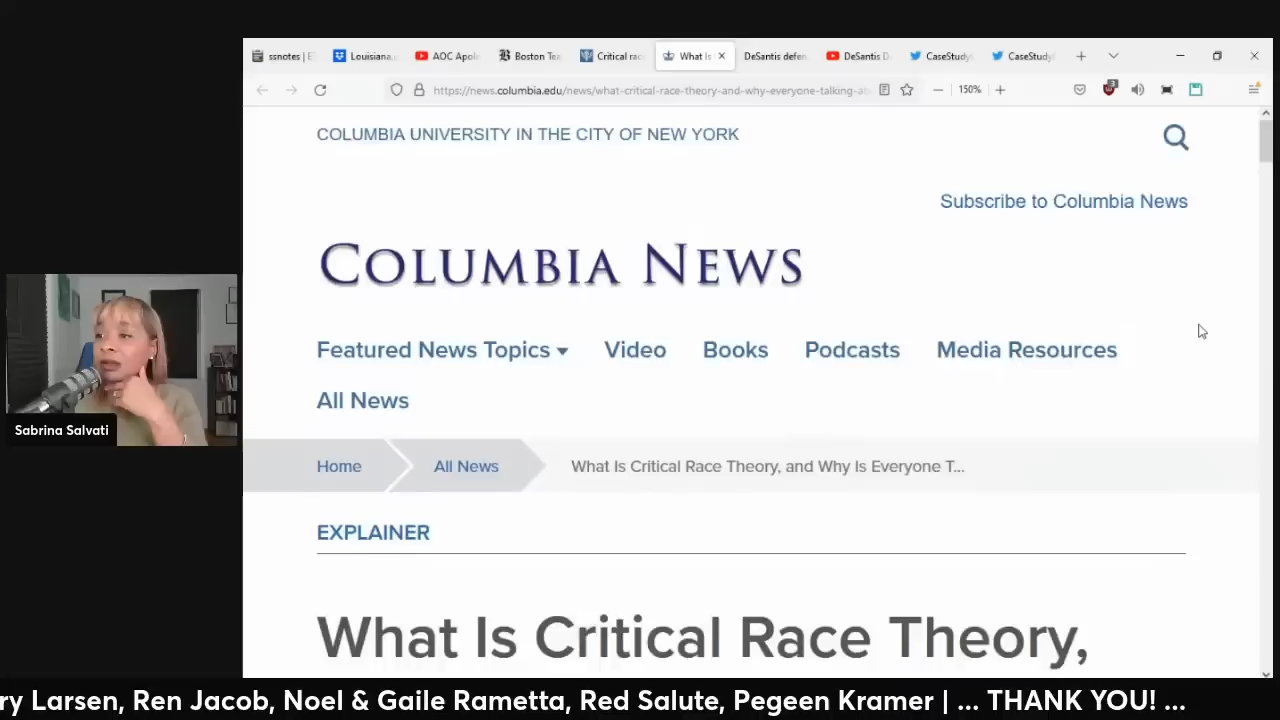 ssnotes | E
Louisiana.
AOC Apolo
Boston Tea
Critical rac
What Is
DeSantis defen
DeSantis D
CaseStudy
CaseStudy
https://news.columbia.edu/news/what-critical-race-theory-and-why-everyone-talking-ab
150%
COLUMBIA UNIVERSITY IN THE CITY OF NEW YORK
Subscribe to Columbia News
COLUMBIA NEWS
Featured News Topics Video Books Podcasts Media Resources
All News
Home All News What Is Critical Race Theory, and Why Is Everyone T...
EXPLAINER
What Is Critical Race Theory,
Sabrina Salvati
ry Larsen, Ren Jacob, Noel & Gaile Rametta, Red Salute, Pegeen Kramer | ... THANK YOU! ...